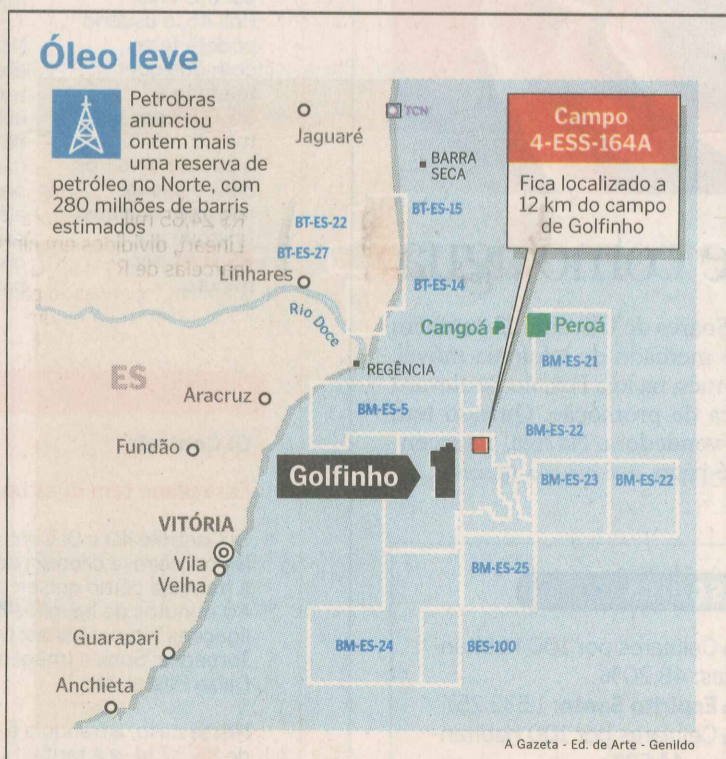 Óleo leve
Petrobras
anunciou
ontem mais
uma reserva de
petróleo no Norte, com
280 milhões de barris
estimados
Jaguaré
TCN
BARRA
SECA
Campo
4-ESS-164A
Fica localizado a
12 km do campo
de Golfinho
BT-ES-22
BT-ES-15
BT-ES-27
Linhares
BT-ES-14
Rio Doce
Cangoá
Peroá
REGÊNCIA
BM-ES-21
ES
Aracruz
BM-ES-5
BM-ES-22
Fundão
Golfinho
BM-ES-23
BM-ES-22
VITÓRIA
Vila
Velha
BM-ES-25
Guarapari
BM-ES-24
BES-100
Anchieta
A Gazeta - Ed. de Arte - Genildo